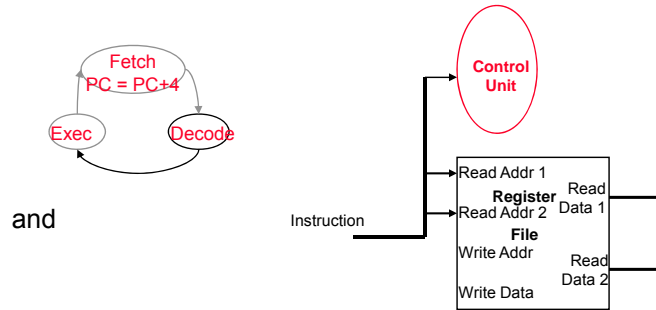 Fetch
PC = PC+4
Exec
Decode
and
Control
Unit
Instruction
Read Addr 1
Register
Read Addr 2
File
Write Addr
Write Data
Read
Data 1
Read
Data 2